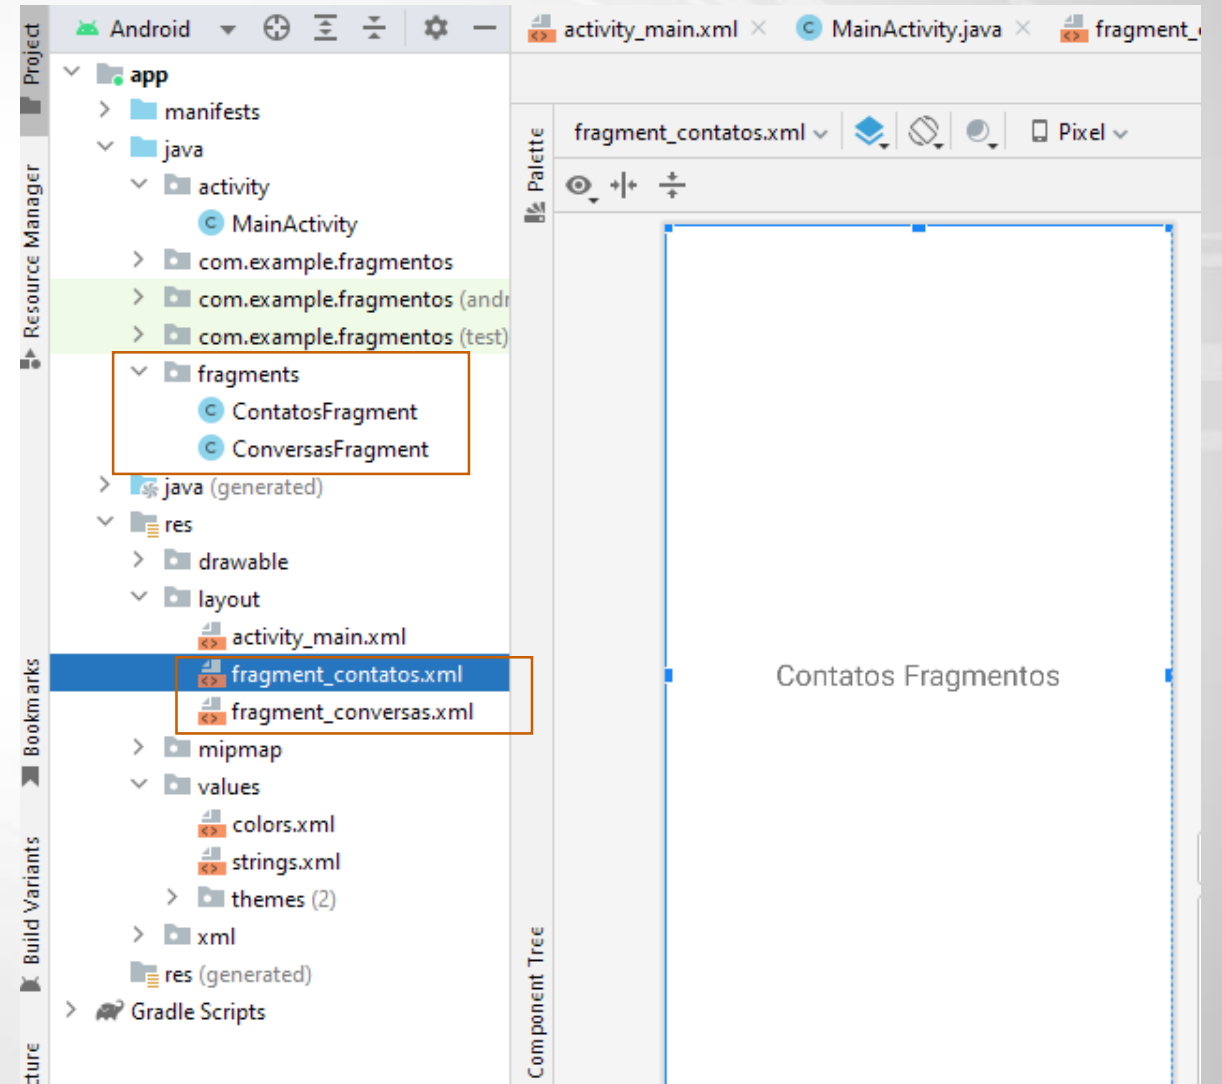 Project
Resource Manager
Bookmarks
Build Variants
Android
app
manifests
java
activity
MainActivity
com.example.fragmentos
com.example.fragmentos (andr
com.example.fragmentos (test)
fragments
ContatosFragment
ConversasFragment
java (generated)
res
drawable
layout
activity_main.xml
fragment_contatos.xml
fragment_conversas.xml
mipmap
values
colors.xml
strings.xml
themes (2)
xml
res (generated)
Gradle Scripts
activity_main.xml MainActivity.java fragment_
Palette
Component Tree
fragment_contatos.xml Pixel
Contatos Fragmentos